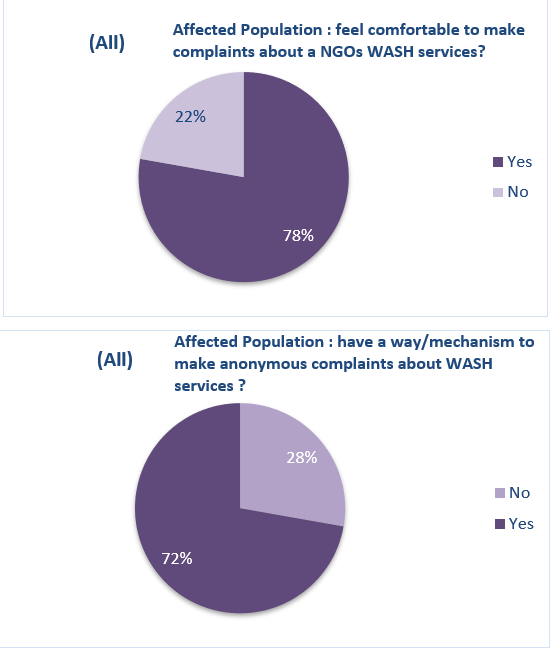 (All)
Affected Population : feel comfortable to make
complaints about a NGOs WASH services?
22%
78%
Yes
No
(All)
Affected Population : have a way/mechanism to
make anonymous complaints about WASH
services ?
28%
72%
No
Yes